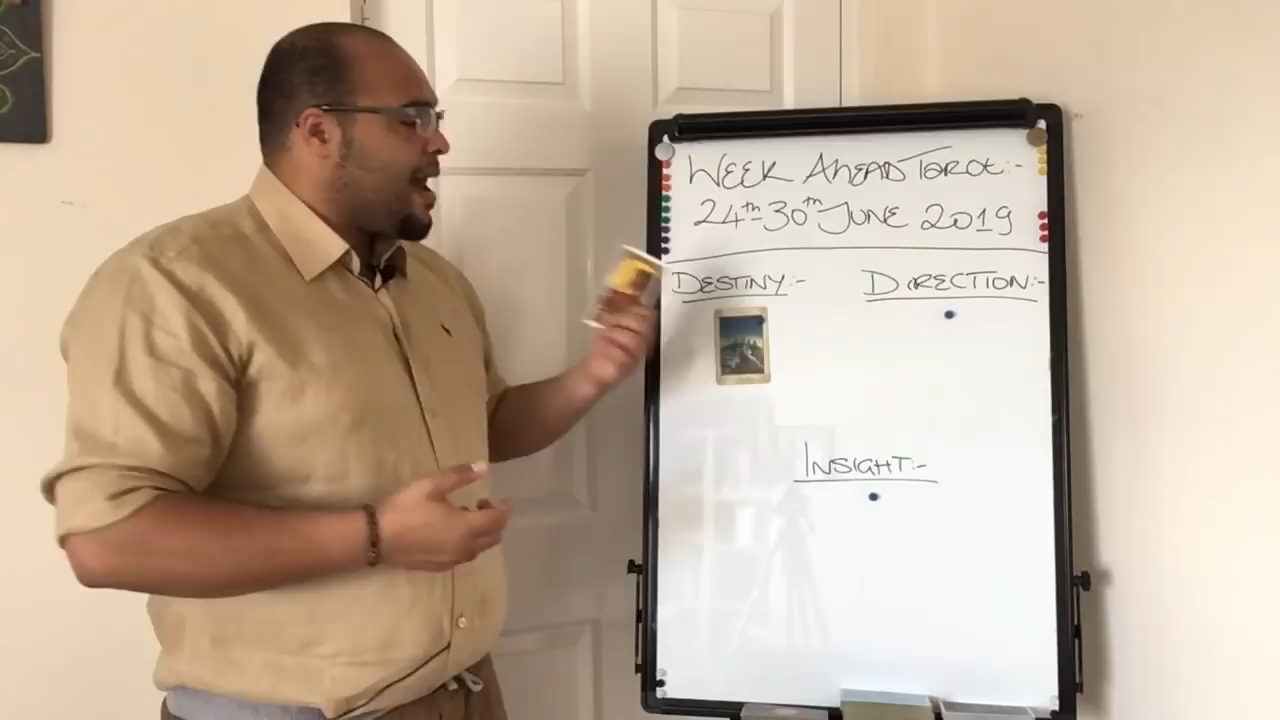 WEEK AHEAD TAROT:-
24th-30th JUNE 2019
DESTINY:-
DIRECTION:-
INSIGHT:-